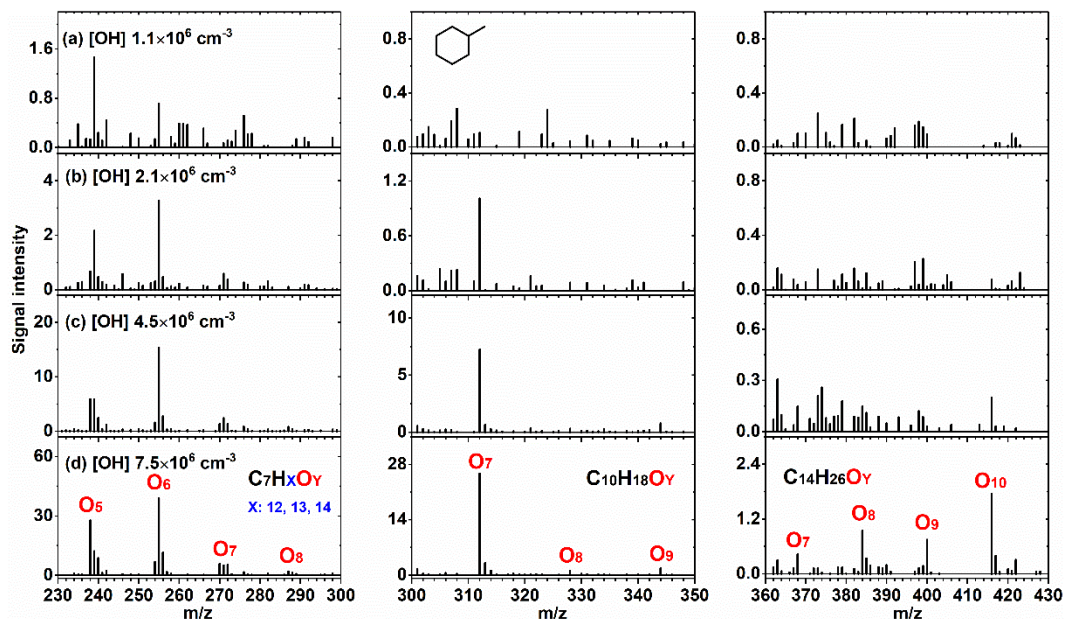 Signal intensity
(a) [OH] 1.1×10⁶ cm⁻³
1.6
0.8
0.0
0.8
0.4
0.0
0.8
0.4
0.0
(b) [OH] 2.1×10⁶ cm⁻³
4
2
0
1.2
0.6
0.0
0.8
0.4
0.0
(c) [OH] 4.5×10⁶ cm⁻³
20
10
0
10
5
0
0.6
0.3
0.0
(d) [OH] 7.5×10⁶ cm⁻³
60
30
0
O₅
O₆
O₇
O₈
C₇HₓOᵧ
X: 12, 13, 14
28
14
0
O₇
O₈
O₉
C₁₀H₁₈Oᵧ
2.4
1.2
0.0
O₇
O₈
O₉
O₁₀
C₁₄H₂₆Oᵧ
230 240 250 260 270 280 290 300
300 310 320 330 340 350
360 370 380 390 400 410 420 430
m/z
m/z
m/z